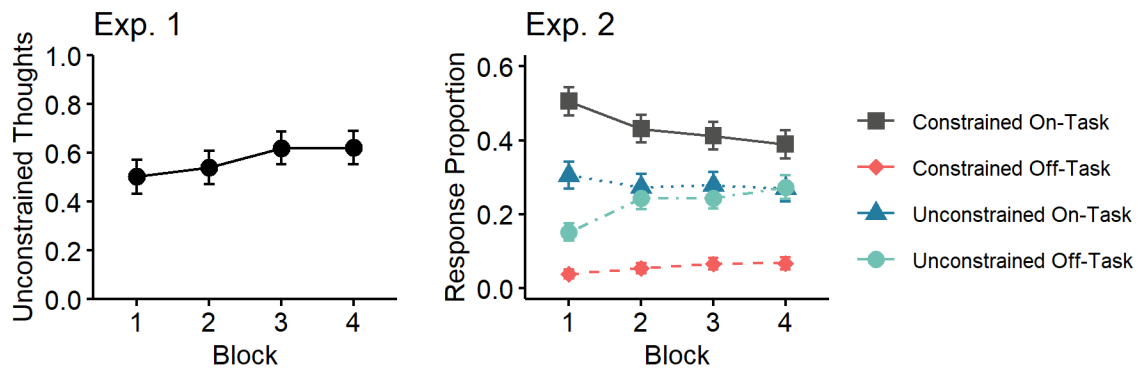 Exp. 1
Unconstrained Thoughts
1.0
0.8
0.6
0.4
0.2
0.0
1 2 3 4
Block
Exp. 2
Response Proportion
0.6
0.4
0.2
0.0
1 2 3 4
Block
Constrained On-Task
Constrained Off-Task
Unconstrained On-Task
Unconstrained Off-Task